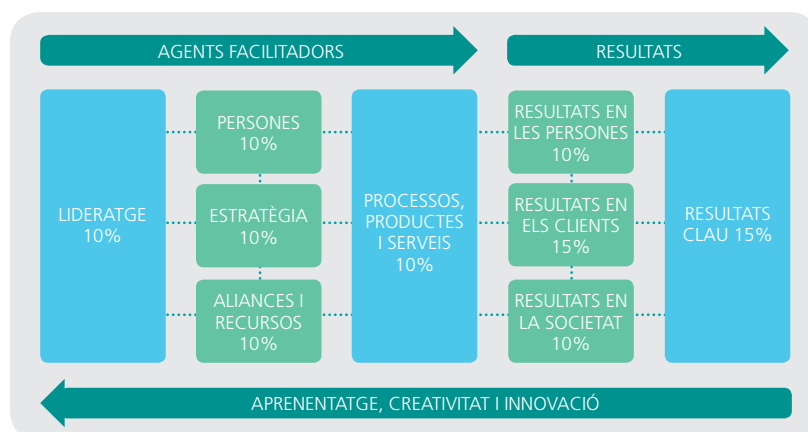 AGENTS FACILITADORS
RESULTATS
LIDERATGE
10%
PERSONES
10%
ESTRATÈGIA
10%
ALIANCES I
RECURSOS
10%
PROCESSOS,
PRODUCTES
I SERVEIS
10%
RESULTATS EN
LES PERSONES
10%
RESULTATS EN
ELS CLIENTS
15%
RESULTATS EN
LA SOCIETAT
10%
RESULTATS
CLAU 15%
APRENENTATGE, CREATIVITAT I INNOVACIÓ